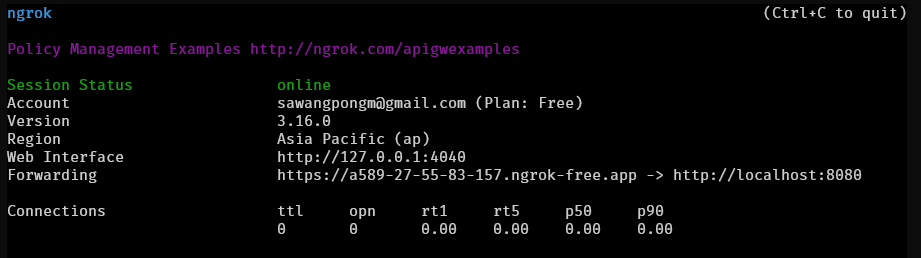 ngrok (Ctrl+C to quit)
Policy Management Examples http://ngrok.com/apigwexamples
Session Status online
Account sawangpongm@gmail.com (Plan: Free)
Version 3.16.0
Region Asia Pacific (ap)
Web Interface http://127.0.0.1:4040
Forwarding https://a589-27-55-83-157.ngrok-free.app -> http://localhost:8080
Connections ttl opn rt1 rt5 p50 p90
0 0 0.00 0.00 0.00 0.00